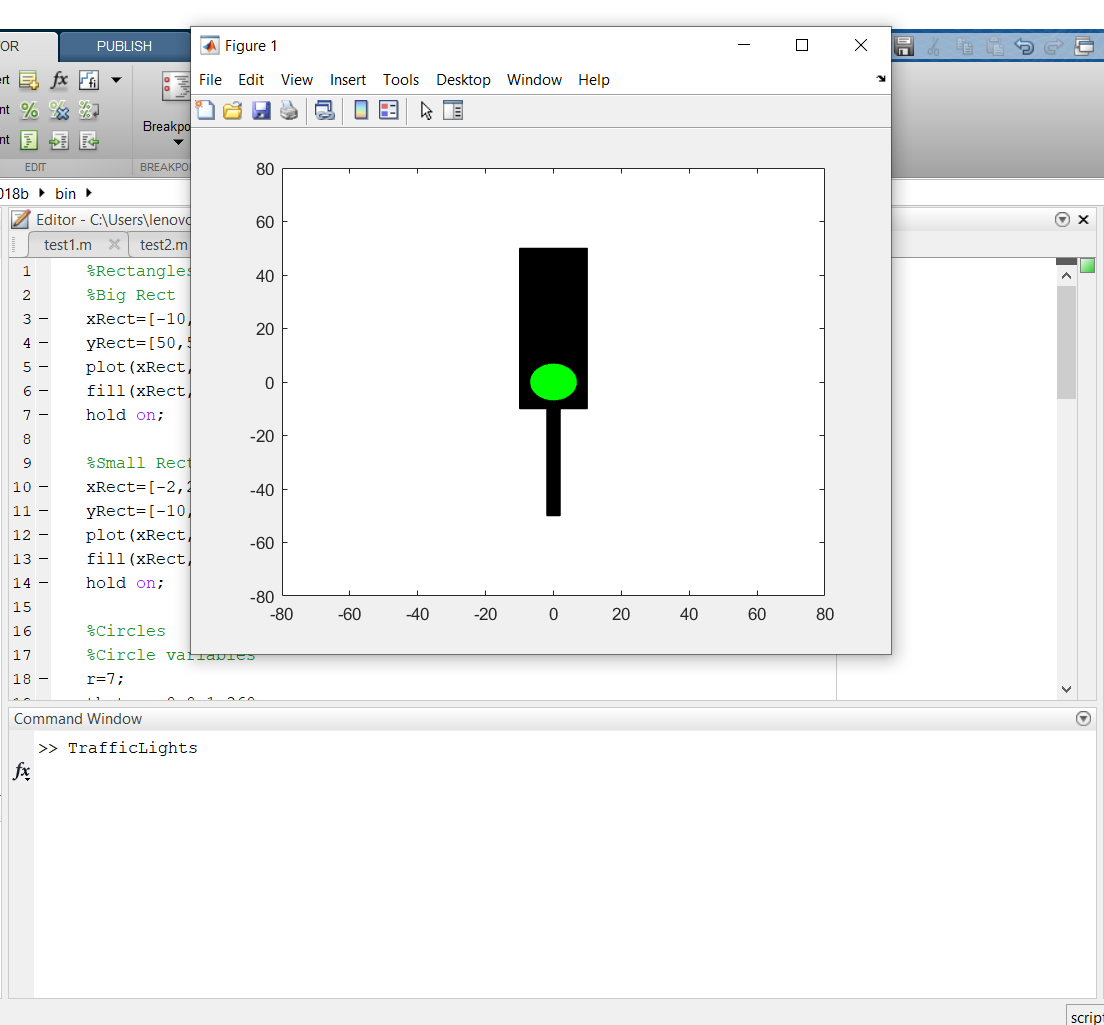 OR PUBLISH
Figure 1
File Edit View Insert Tools Desktop Window Help
fx fi
Breakpo
EDIT BREAKPO
018b bin
Editor - C:\Users\lenovo
test1.m test2.m
1 %Rectangles
2 %Big Rect
3 - xRect=[-10,
4 - yRect=[50,5
5 - plot(xRect,
6 - fill(xRect,
7 - hold on;
8
9 %Small Rect
10 - xRect=[-2,2
11 - yRect=[-10,
12 - plot(xRect,
13 - fill(xRect,
14 - hold on;
15
16 %Circles
17 %Circle variables
18 - r=7;
80
60
40
20
0
-20
-40
-60
-80
-80 -60 -40 -20 0 20 40 60 80
Command Window
>> TrafficLights
fx
script